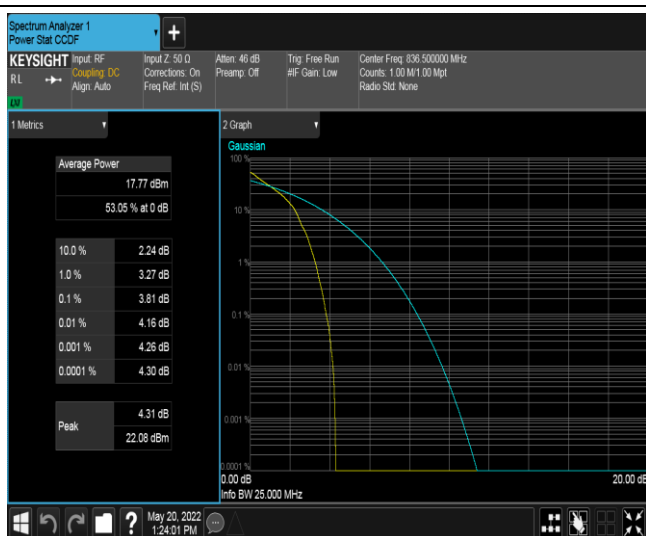 Spectrum Analyzer 1
Power Stat CCDF
+
KEYSIGHT
RL
Input: RF
Coupling: DC
Align: Auto
Input Z: 50 Ω
Corrections: On
Freq Ref: Int (S)
Atten: 46 dB
Preamp: Off
Trig: Free Run
#IF Gain: Low
Center Freq: 836.500000 MHz
Counts: 1.00 M/1.00 Mpt
Radio Std: None
1 Metrics
Average Power
17.77 dBm
53.05 % at 0 dB
10.0 % 2.24 dB
1.0 % 3.27 dB
0.1 % 3.81 dB
0.01 % 4.16 dB
0.001 % 4.26 dB
0.0001 % 4.30 dB
Peak
4.31 dB
22.08 dBm
2 Graph
Gaussian
100 %
10 %
1 %
0.1 %
0.01 %
0.001 %
0.0001 %
0.00 dB
20.00 dB
Info BW 25.000 MHz
?
May 20, 2022
1:24:01 PM